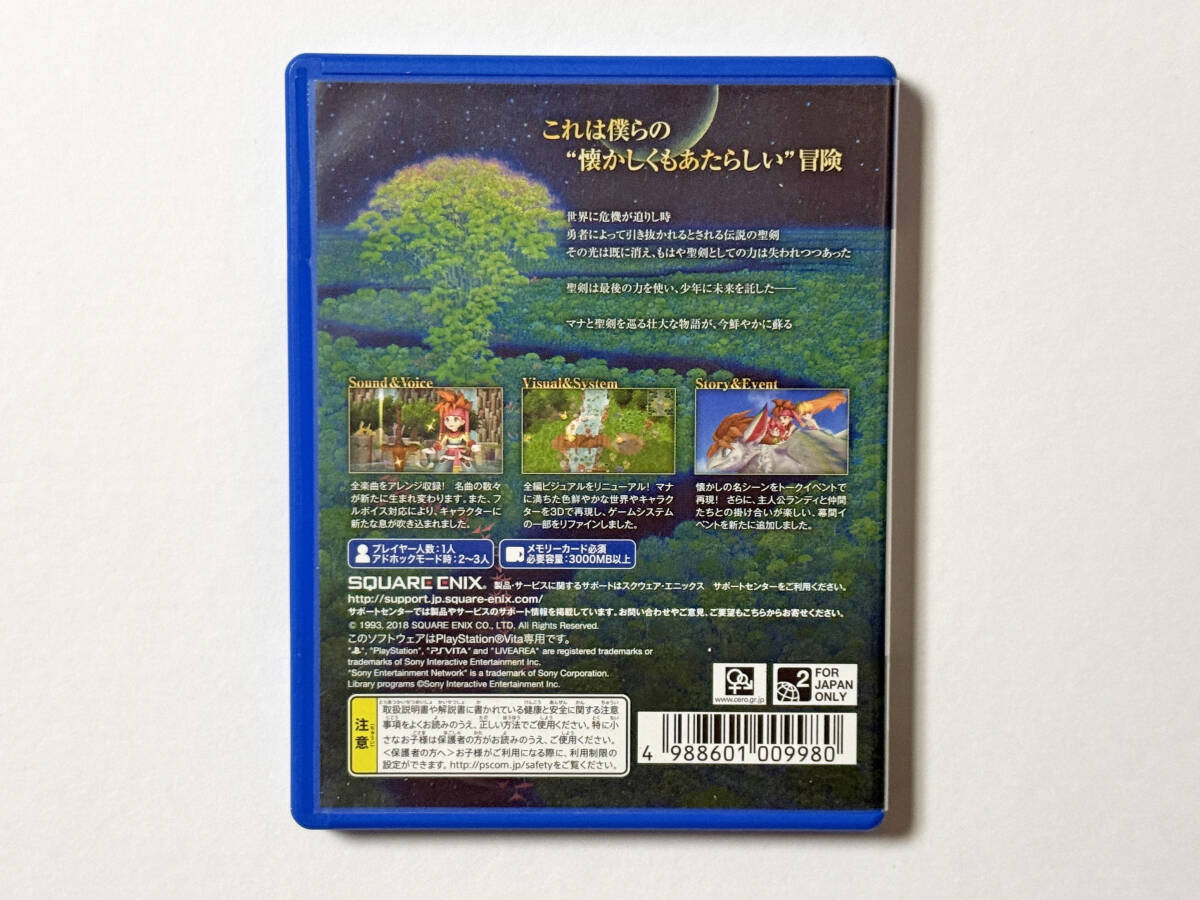 これは僕らの
“懐かしくもあたらしい”冒険
世界に危機が迫りし時
勇者によって引き抜かれるとされる伝説の聖剣
その光は既に消え、もはや聖剣としての力は失われつつあった
聖剣は最後の力を使い、少年に未来を託した――
マナと聖剣を巡る壮大な物語が、今鮮やかに蘇る
Sound&Voice
全楽曲をアレンジ収録! 名曲の数々
が新たに生まれ変わります。また、フ
ルボイス対応により、キャラクターに
新たな息が吹き込まれました。
Visual&System
全編ビジュアルをリニューアル! マナ
に満ちた色鮮やかな世界やキャラク
ターを3Dで再現し、ゲームシステム
の一部をリファインしました。
Story&Event
懐かしの名シーンをトークイベントで
再現! さらに、主人公ランディと仲間
たちとの掛け合いが楽しい、幕間イ
ベントを新たに追加しました。
プレイヤー人数:1人
アドホックモード時:2〜3人
メモリーカード必須
必要容量:3000MB以上
SQUARE ENIX. 製品・サービスに関するサポートはスクウェア・エニックス サポートセンターをご利用ください。
http://support.jp.square-enix.com/
サポートセンターでは製品やサービスのサポート情報を掲載しています。お問い合わせやご意見、ご要望もこちらからお寄せください。
© 1993, 2018 SQUARE ENIX CO., LTD. All Rights Reserved.
このソフトウェアはPlayStation®Vita専用です。
"PS", "PlayStation", "PSVITA" and "LIVEAREA" are registered trademarks or
trademarks of Sony Interactive Entertainment Inc.
"Sony Entertainment Network" is a trademark of Sony Corporation.
Library programs ©Sony Interactive Entertainment Inc.
www.cero.gr.jp
2
FOR
JAPAN
ONLY
注意
取扱説明書や解説書に書かれている健康と安全に関する注意
事項をよくお読みのうえ、正しい方法でご使用ください。特に小
さなお子様は保護者の方がお読みのうえ、ご使用ください。
<保護者の方へ>お子様がご利用になる際に、利用制限の
設定ができます。http://pscom.jp/safetyをご覧ください。
4 988601 009980